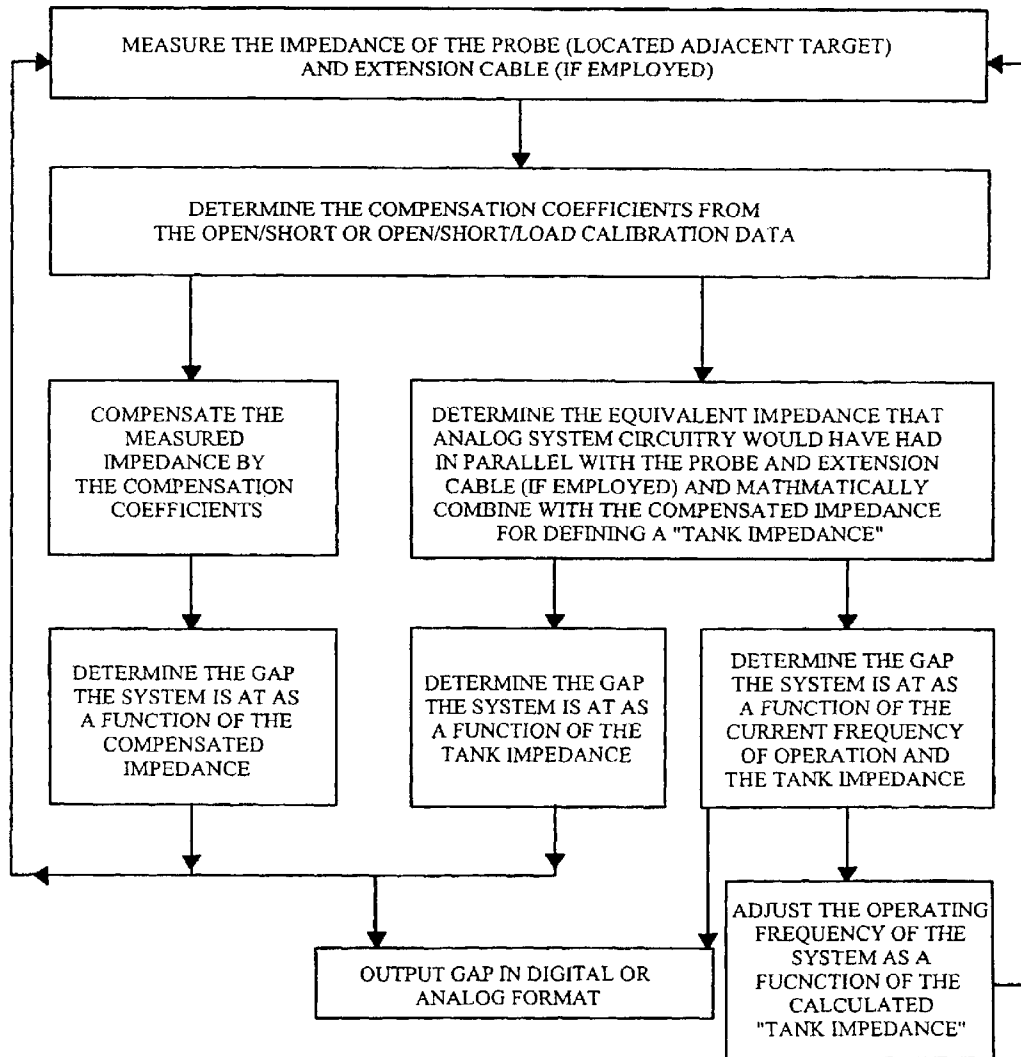 MEASURE THE IMPEDANCE OF THE PROBE (LOCATED ADJACENT TARGET)
AND EXTENSION CABLE (IF EMPLOYED)
DETERMINE THE COMPENSATION COEFFICIENTS FROM
THE OPEN/SHORT OR OPEN/SHORT/LOAD CALIBRATION DATA
COMPENSATE THE
MEASURED
IMPEDANCE BY
THE COMPENSATION
COEFFICIENTS
DETERMINE THE EQUIVALENT IMPEDANCE THAT
ANALOG SYSTEM CIRCUITRY WOULD HAVE HAD
IN PARALLEL WITH THE PROBE AND EXTENSION
CABLE (IF EMPLOYED) AND MATHMATICALLY
COMBINE WITH THE COMPENSATED IMPEDANCE
FOR DEFINING A "TANK IMPEDANCE"
DETERMINE THE GAP
THE SYSTEM IS AT AS
A FUNCTION OF THE
COMPENSATED
IMPEDANCE
DETERMINE THE GAP
THE SYSTEM IS AT AS
A FUNCTION OF THE
TANK IMPEDANCE
DETERMINE THE GAP
THE SYSTEM IS AT AS
A FUNCTION OF THE
CURRENT FREQUENCY
OF OPERATION AND
THE TANK IMPEDANCE
OUTPUT GAP IN DIGITAL OR
ANALOG FORMAT
ADJUST THE OPERATING
FREQUENCY OF THE
SYSTEM AS A
FUCNCTION OF THE
CALCULATED
"TANK IMPEDANCE"